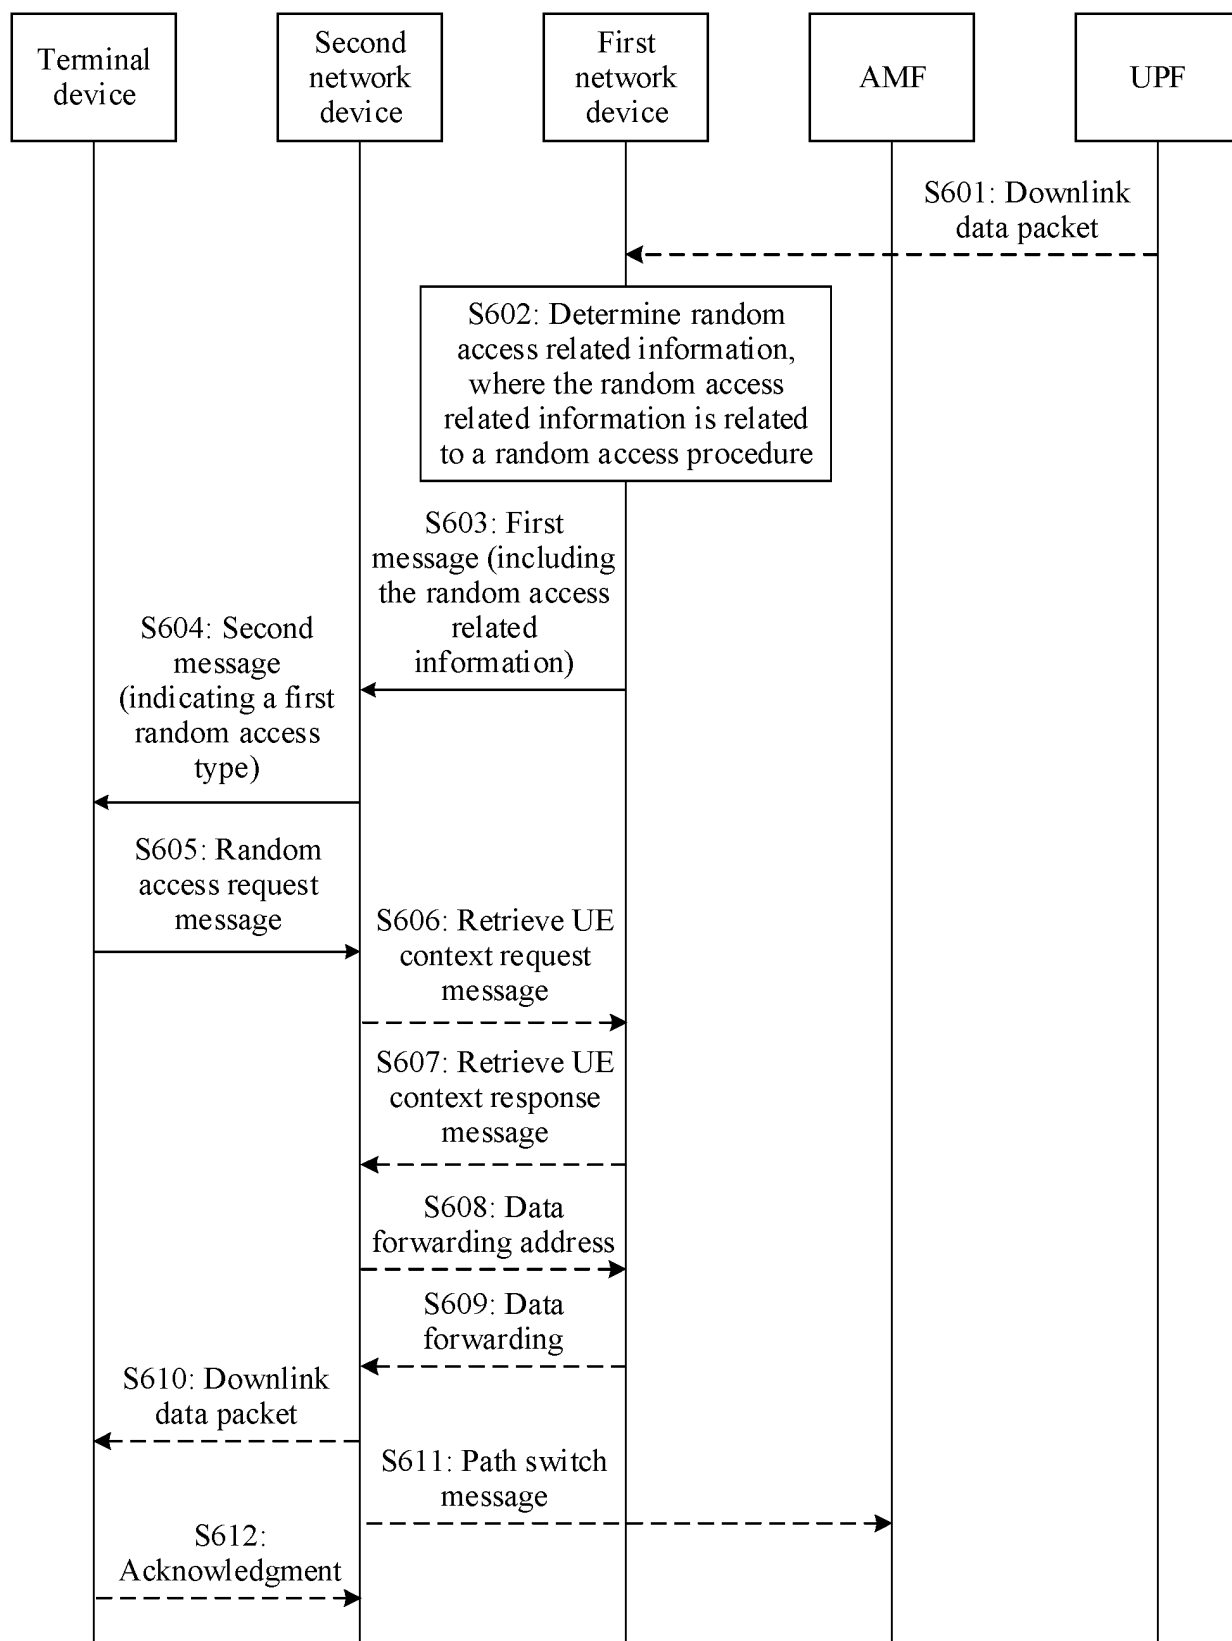 Terminal
device
Second
network
device
First
network
device
AMF
UPF
S601: Downlink
data packet
S602: Determine random
access related information,
where the random access
related information is related
to a random access procedure
S603: First
message (including
the random access
related
information)
S604: Second
message
(indicating a first
random access
type)
S605: Random
access request
message
S606: Retrieve UE
context request
message
S607: Retrieve UE
context response
message
S608: Data
forwarding address
S609: Data
forwarding
S610: Downlink
data packet
S611: Path switch
message
S612:
Acknowledgment